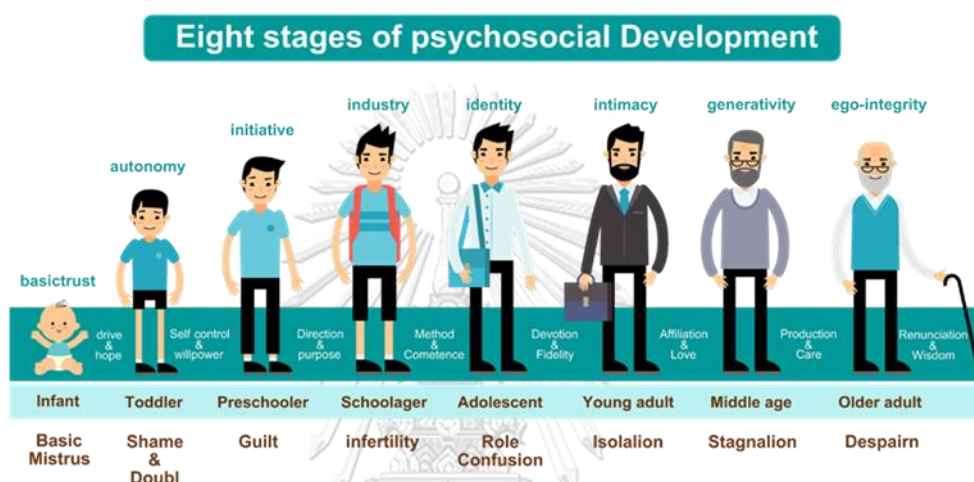 Eight stages of psychosocial Development
industry
identity
intimacy
generativity
ego-integrity
initiative
autonomy
basictrust
drive
&
hope
Self control
&
willpower
Direction
&
purpose
Method
&
Cometence
Devotion
&
Fidelity
Affiliation
&
Love
Production
&
Care
Renunciation
&
Wisdom
Infant
Toddler
Preschooler
Schoolager
Adolescent
Young adult
Middle age
Older adult
Basic
Mistrus
Shame
&
Doubl
Guilt
infertility
Role
Confusion
Isolalion
Stagnalion
Despairn